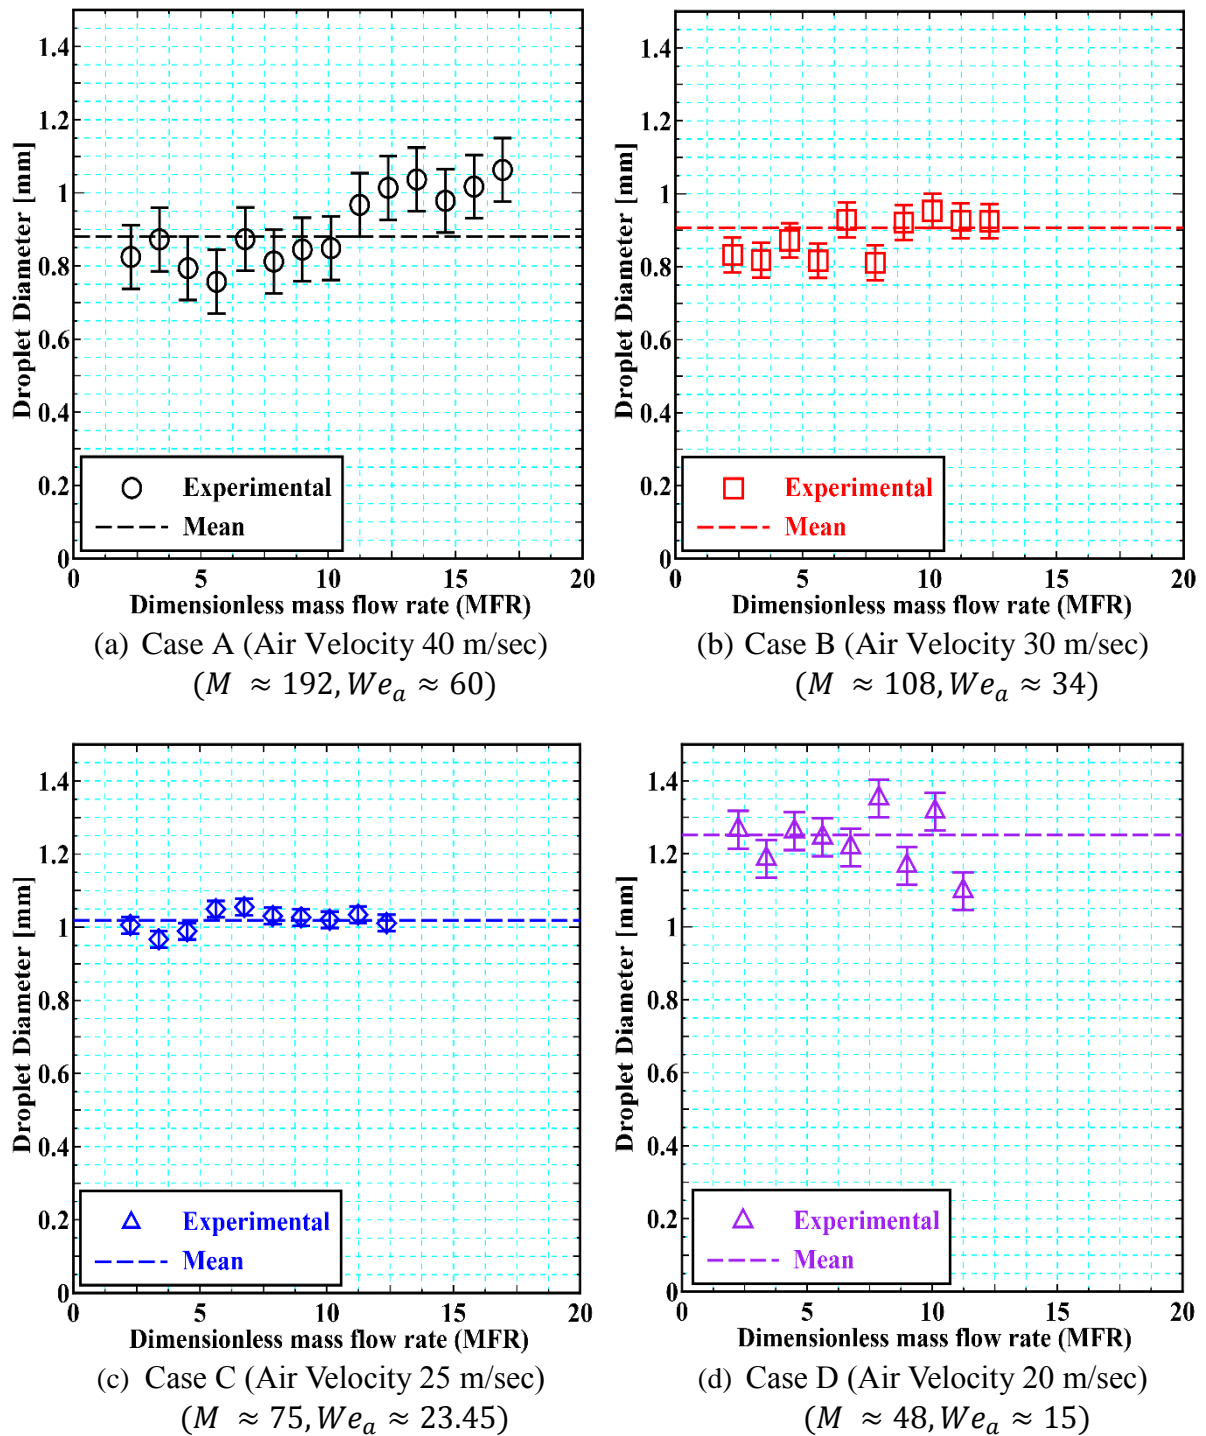 1.4
1.2
1
0.8
0.6
0.4
0.2
0
Droplet Diameter [mm]
Experimental
Mean
0 5 10 15 20
Dimensionless mass flow rate (MFR)
(a) Case A (Air Velocity 40 m/sec)
(M ≈ 192, Weₐ ≈ 60)
1.4
1.2
1
0.8
0.6
0.4
0.2
0
Droplet Diameter [mm]
Experimental
Mean
0 5 10 15 20
Dimensionless mass flow rate (MFR)
(b) Case B (Air Velocity 30 m/sec)
(M ≈ 108, Weₐ ≈ 34)
1.4
1.2
1
0.8
0.6
0.4
0.2
0
Droplet Diameter [mm]
Experimental
Mean
0 5 10 15 20
Dimensionless mass flow rate (MFR)
(c) Case C (Air Velocity 25 m/sec)
(M ≈ 75, Weₐ ≈ 23.45)
1.4
1.2
1
0.8
0.6
0.4
0.2
0
Droplet Diameter [mm]
Experimental
Mean
0 5 10 15 20
Dimensionless mass flow rate (MFR)
(d) Case D (Air Velocity 20 m/sec)
(M ≈ 48, Weₐ ≈ 15)